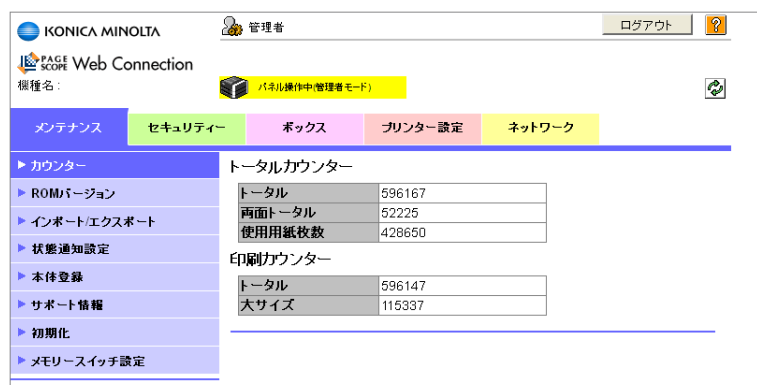 KONICA MINOLTA
管理者
ログアウト
?
PAGE SCOPE Web Connection
機種名:
パネル操作中(管理者モード)
メンテナンス セキュリティー ボックス プリンター設定 ネットワーク
カウンター
ROMバージョン
インポート/エクスポート
状態通知設定
本体登録
サポート情報
初期化
メモリースイッチ設定
トータルカウンター
トータル 596167
両面トータル 52225
使用用紙枚数 428650
印刷カウンター
トータル 596147
大サイズ 115337